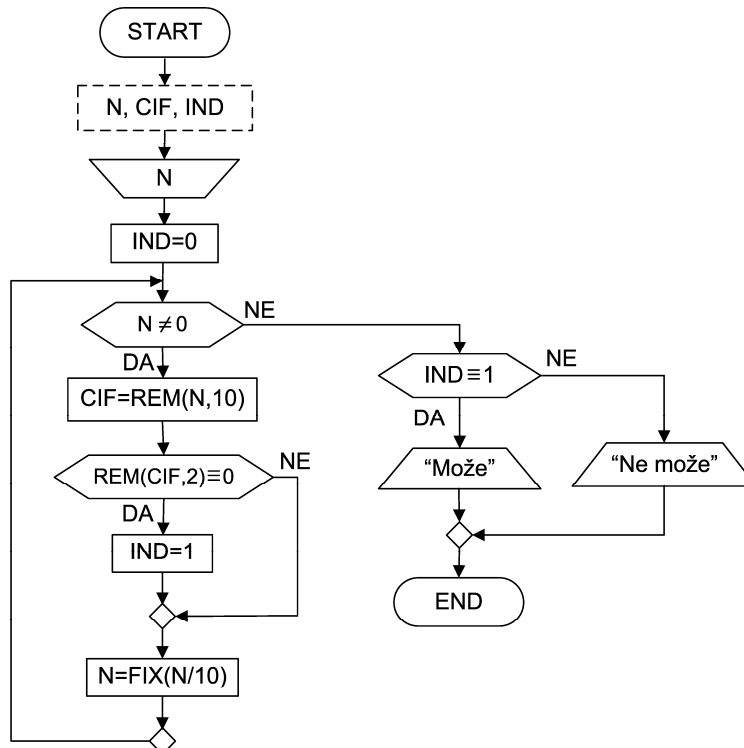 START
N, CIF, IND
N
IND=0
N ≠ 0
NE
DA
CIF=REM(N,10)
REM(CIF,2)≡0
NE
DA
IND=1
N=FIX(N/10)
IND≡1
NE
DA
“Može”
“Ne može”
END